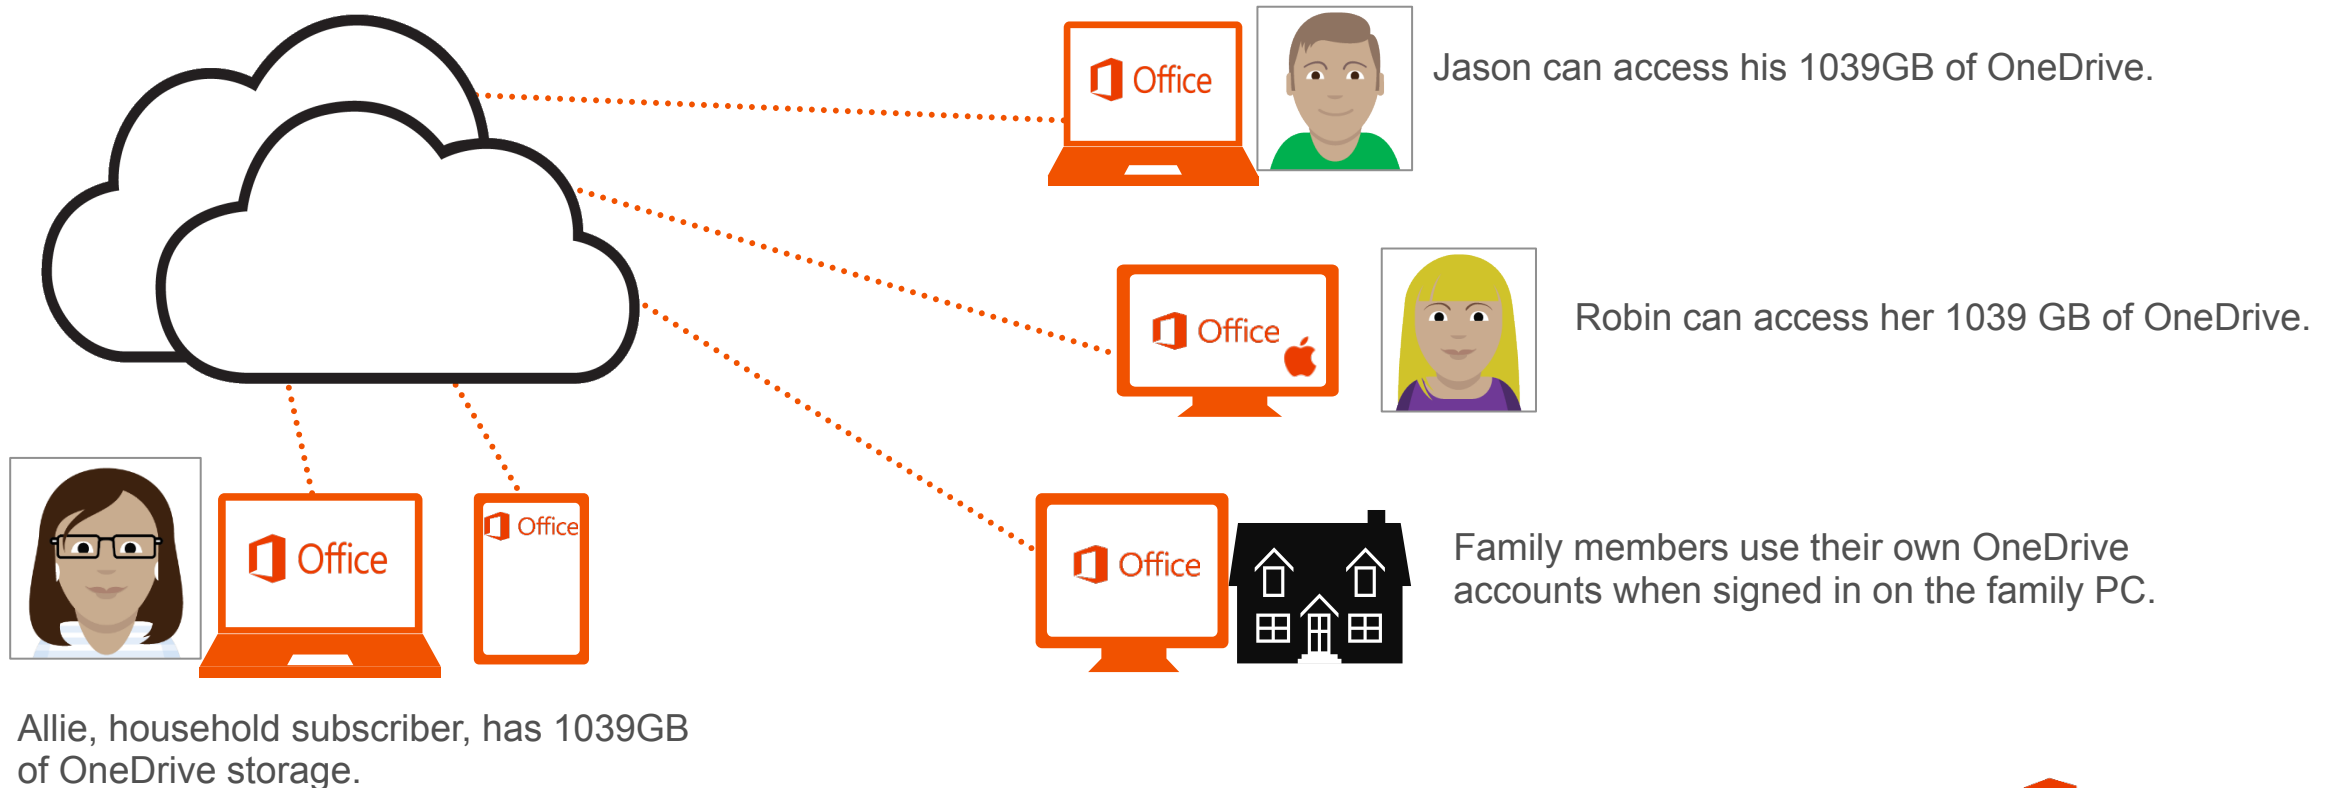 Office
Jason can access his 1039GB of OneDrive.
Office
Robin can access her 1039 GB of OneDrive.
Office
Office
Office
Family members use their own OneDrive
accounts when signed in on the family PC.
Allie, household subscriber, has 1039GB
of OneDrive storage.